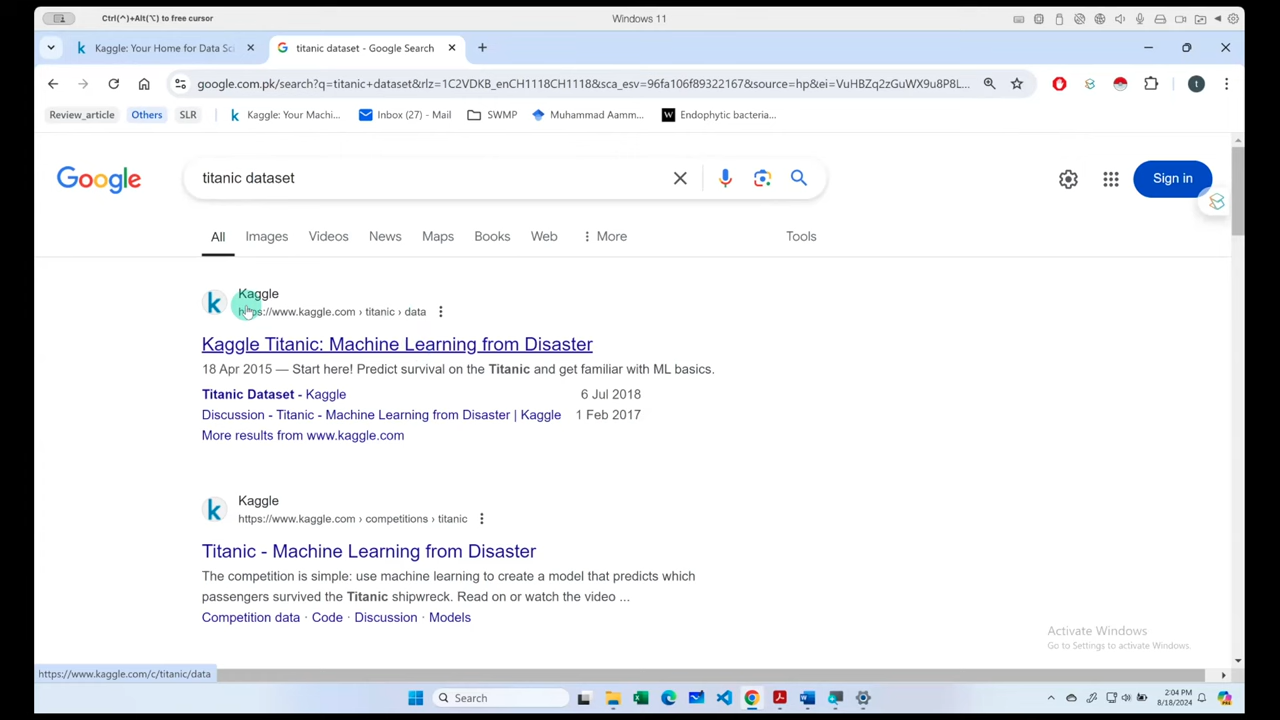 Ctrl(^)+Alt(⌥) to free cursor
Windows 11
Kaggle: Your Home for Data Sci
titanic dataset - Google Search
google.com.pk/search?q=titanic+dataset&rlz=1C2VDKB_enCH1118CH1118&sca_esv=96fa106f89322167&source=hp&ei=VuHBZq2zGuWX9u8P8L...
t
Review_article
Others
SLR
Kaggle: Your Machi...
Inbox (27) - Mail
SWMP
Muhammad Aamm...
Endophytic bacteria...
Google
titanic dataset
Sign in
All
Images
Videos
News
Maps
Books
Web
More
Tools
Kaggle
https://www.kaggle.com › titanic › data
Kaggle Titanic: Machine Learning from Disaster
18 Apr 2015 — Start here! Predict survival on the Titanic and get familiar with ML basics.
Titanic Dataset - Kaggle 6 Jul 2018
Discussion - Titanic - Machine Learning from Disaster | Kaggle 1 Feb 2017
More results from www.kaggle.com
Kaggle
https://www.kaggle.com › competitions › titanic
Titanic - Machine Learning from Disaster
The competition is simple: use machine learning to create a model that predicts which
passengers survived the Titanic shipwreck. Read on or watch the video ...
Competition data · Code · Discussion · Models
Activate Windows
Go to Settings to activate Windows.
https://www.kaggle.com/c/titanic/data
Search
2:04 PM
8/18/2024